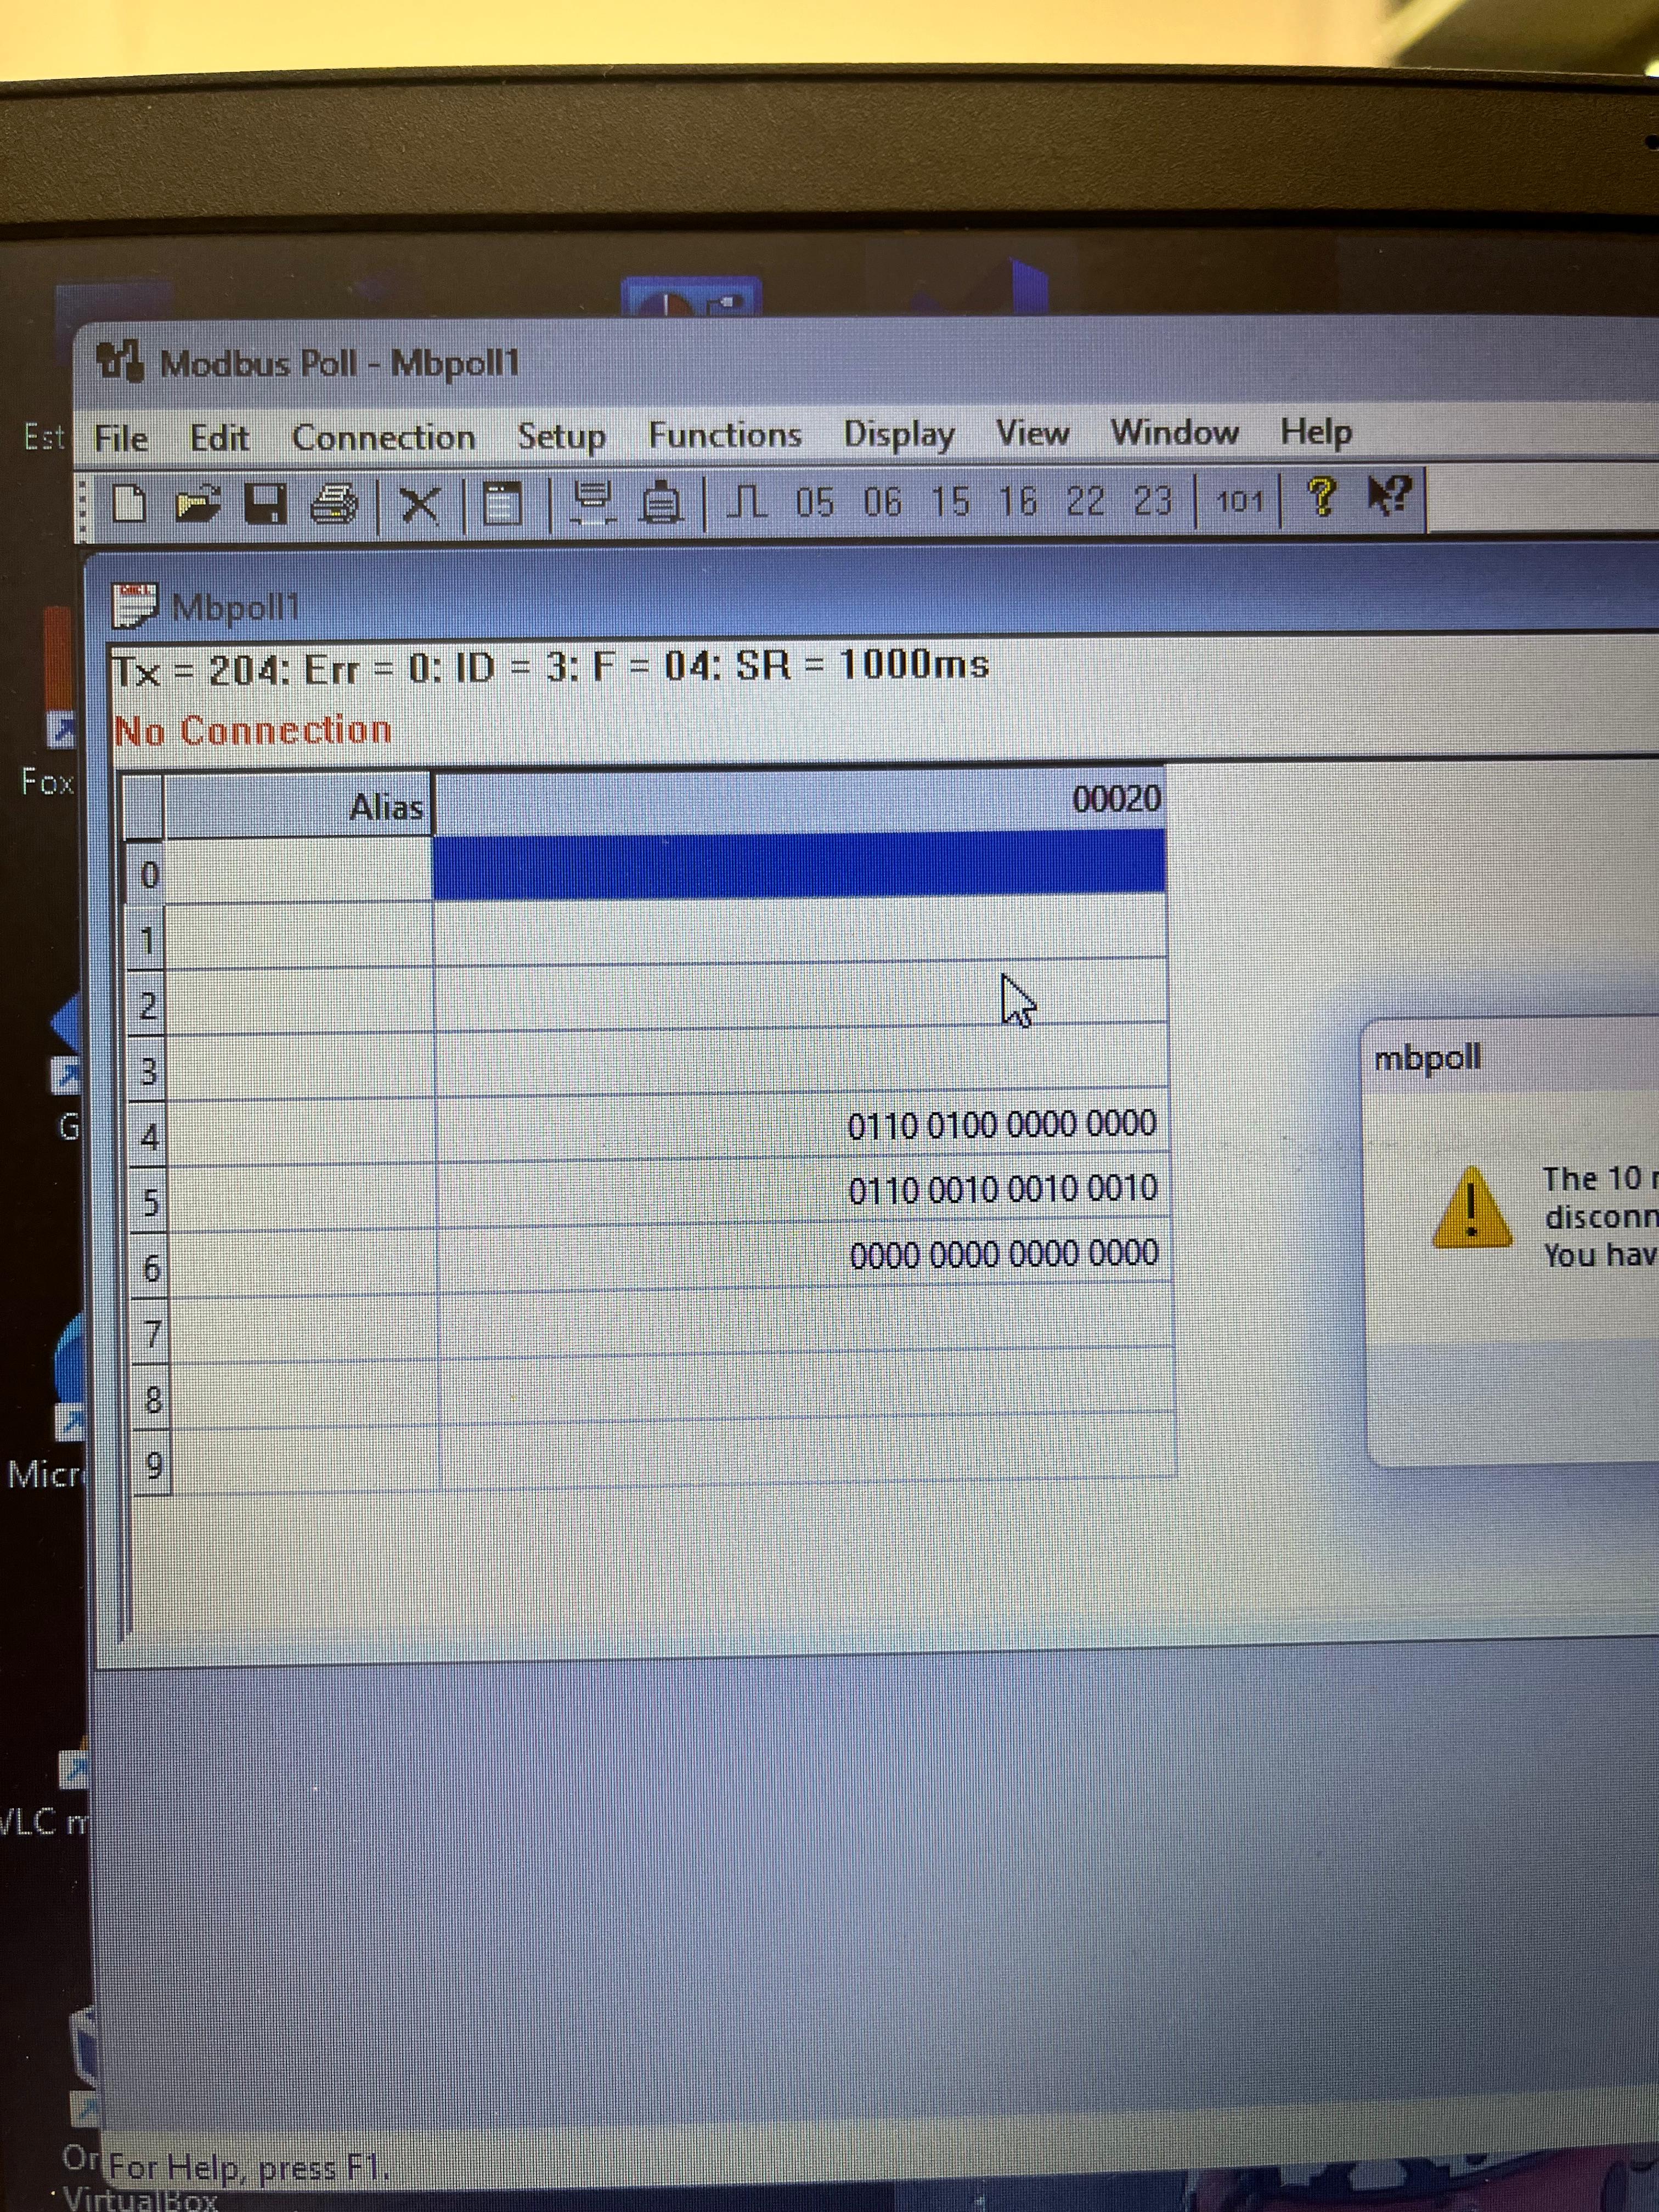 Modbus Poll - Mbpoll1
Est
File Edit Connection Setup Functions Display View Window Help
05 06 15 16 22 23 101
Mbpoll1
Tx = 204: Err = 0: ID = 3: F = 04: SR = 1000ms
No Connection
Fox
Alias 00020
0
1
2
3
mbpoll
G
4 0110 0100 0000 0000
5 0110 0010 0010 0010
6 0000 0000 0000 0000
The 10
disconn
You hav
7
8
9
Micr
VLC
Or
For Help, press F1.
VirtualBox